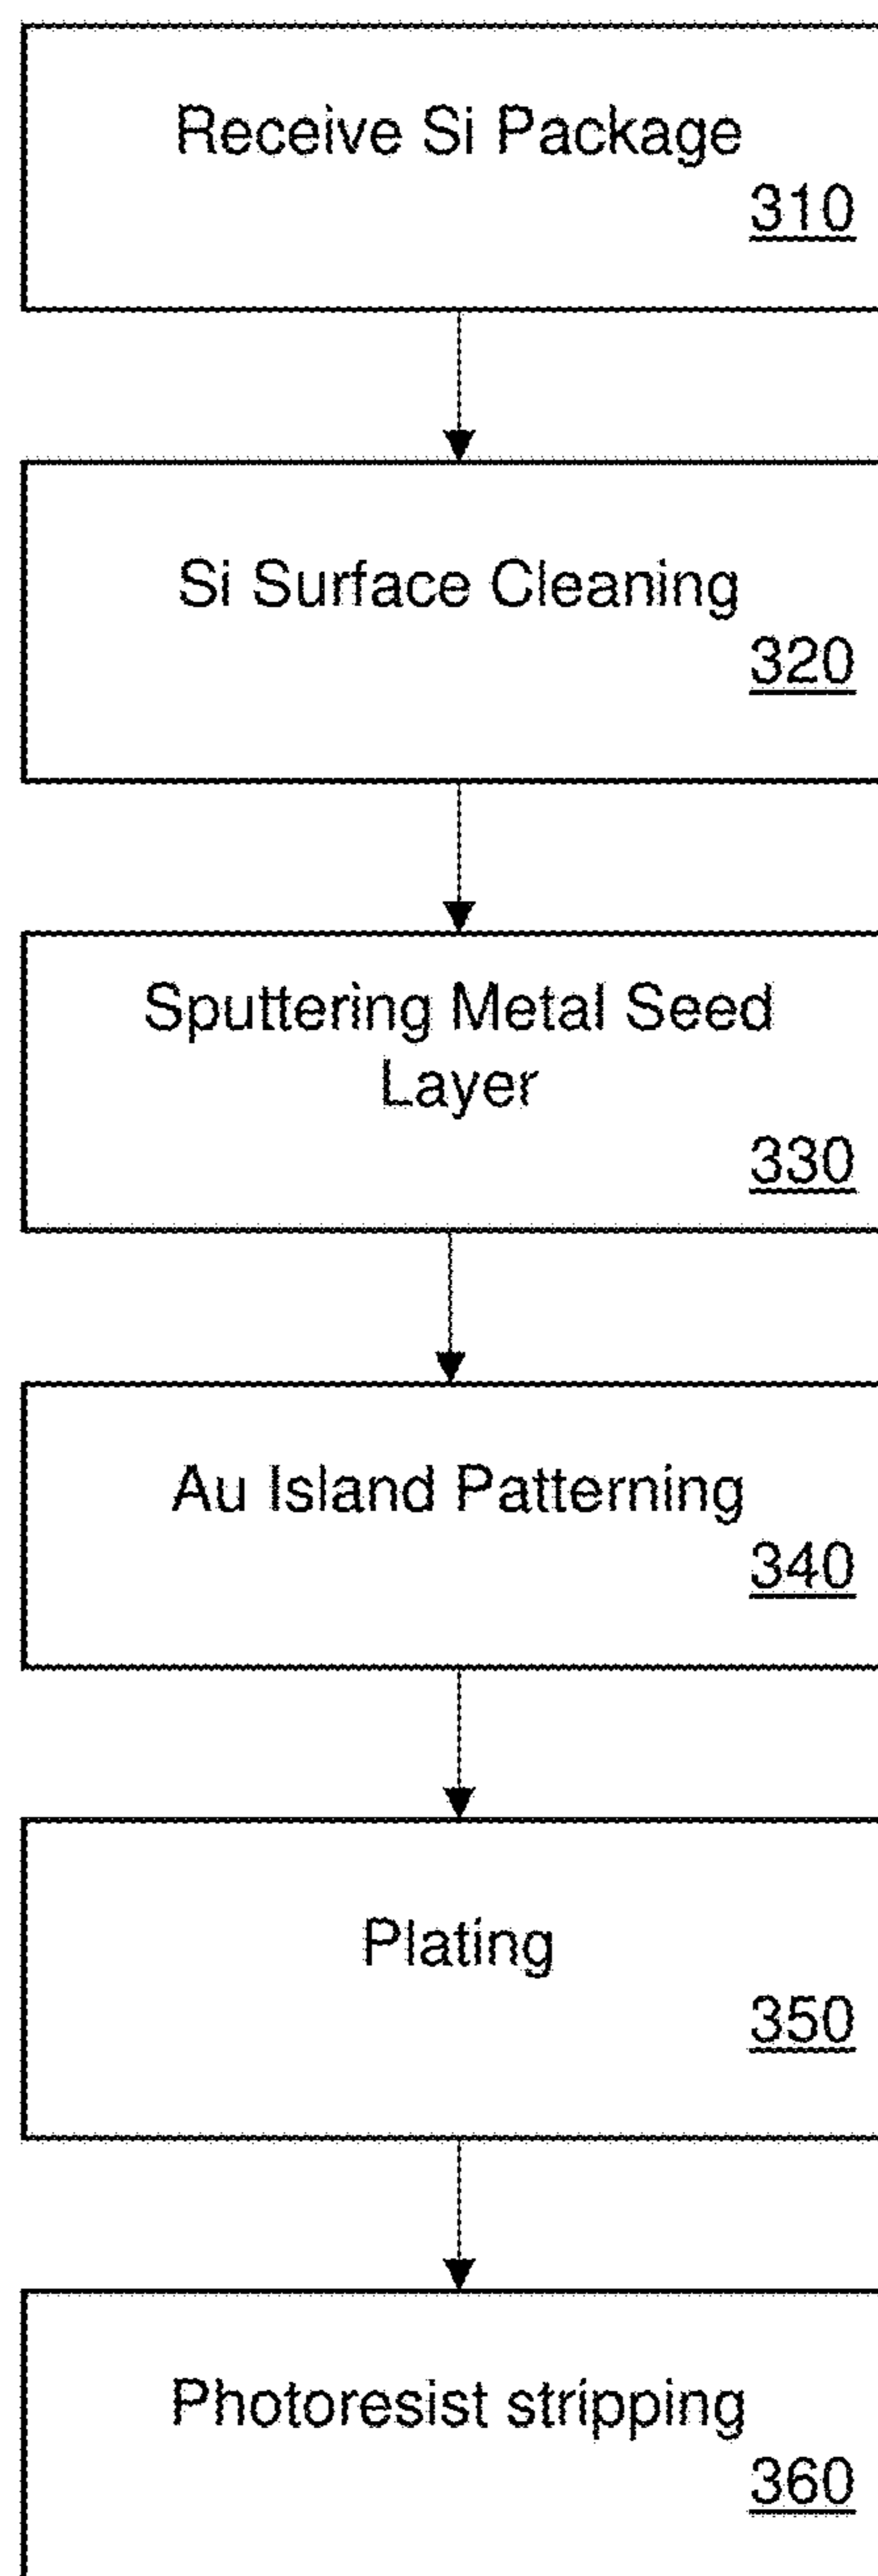 Receive Si Package
310
Si Surface Cleaning
320
Sputtering Metal Seed
Layer
330
Au Island Patterning
340
Plating
350
Photoresist stripping
360